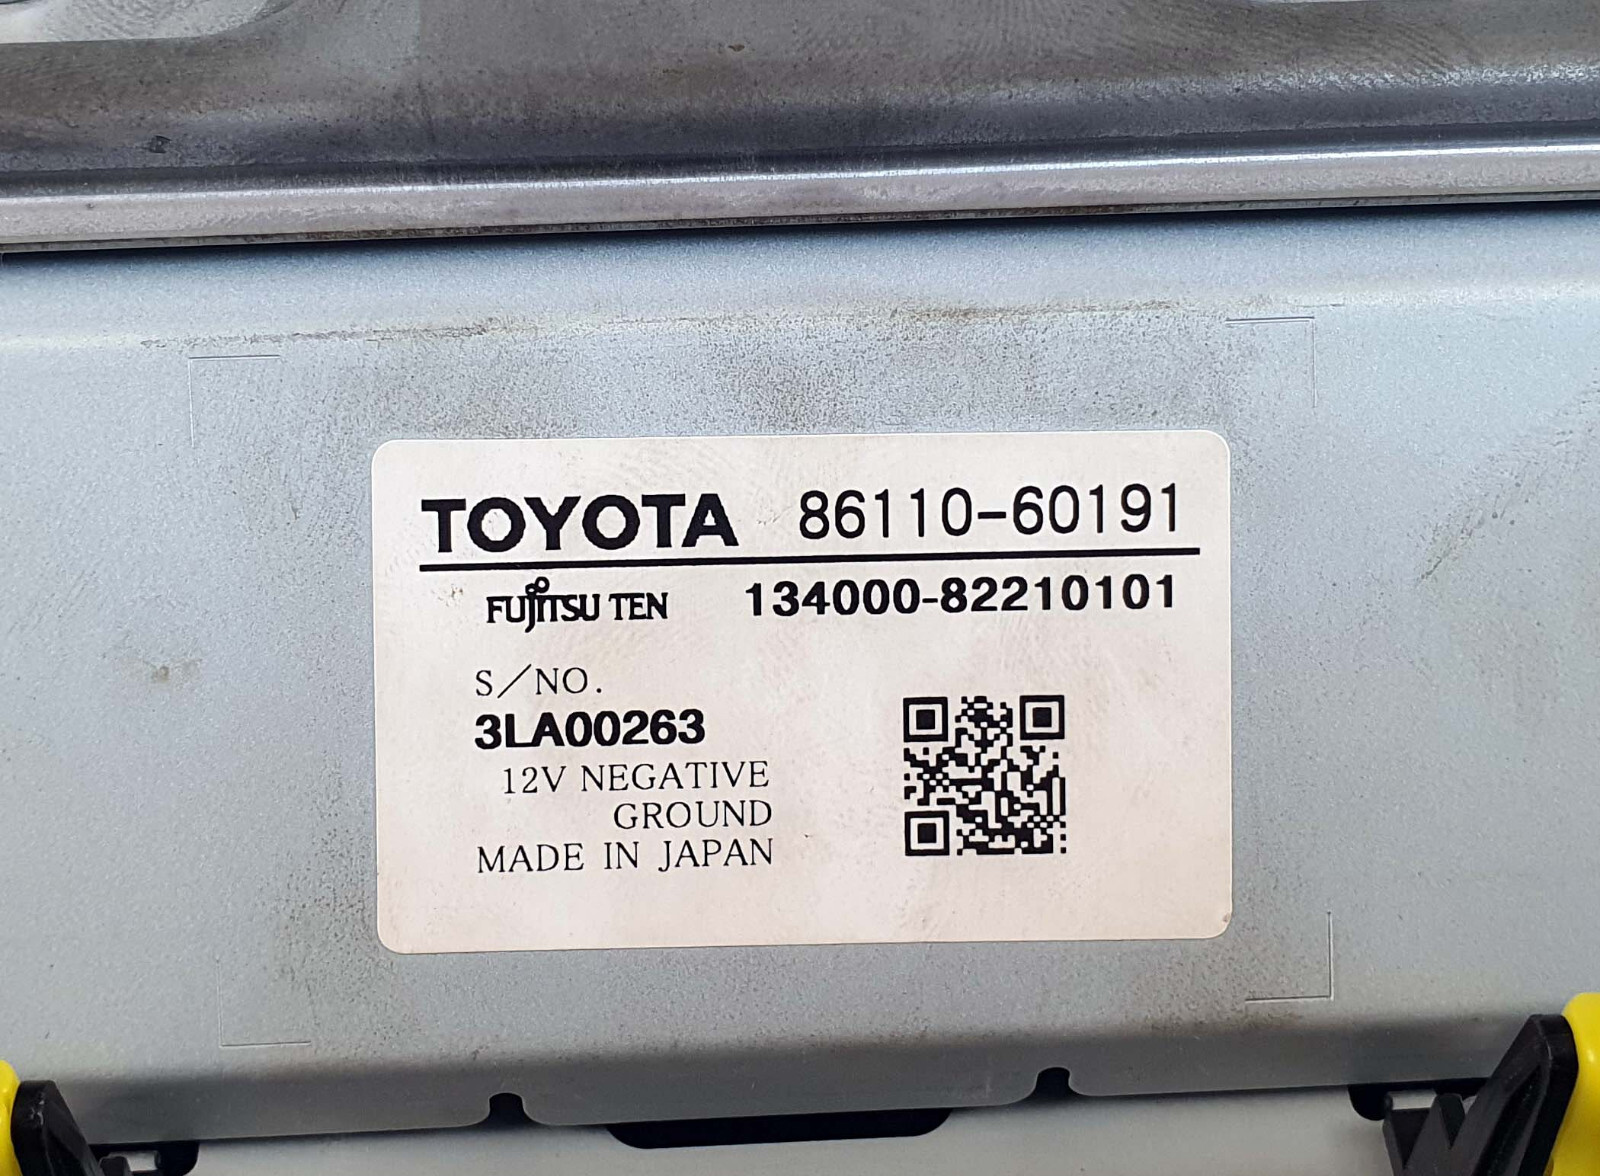 TOYOTA 86110-60191
FUJITSU TEN 134000-82210101
S/NO.
3LA00263
12V NEGATIVE
GROUND
MADE IN JAPAN